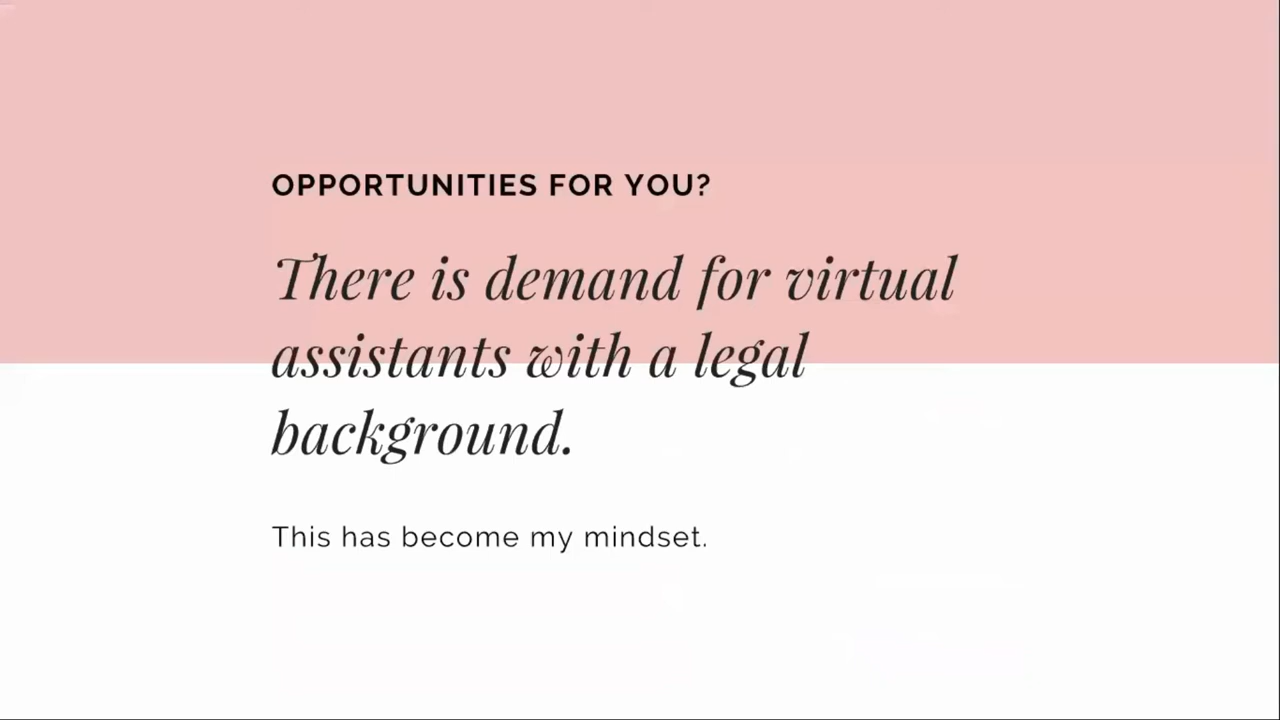 OPPORTUNITIES FOR YOU?
There is demand for virtual
assistants with a legal
background.
This has become my mindset.